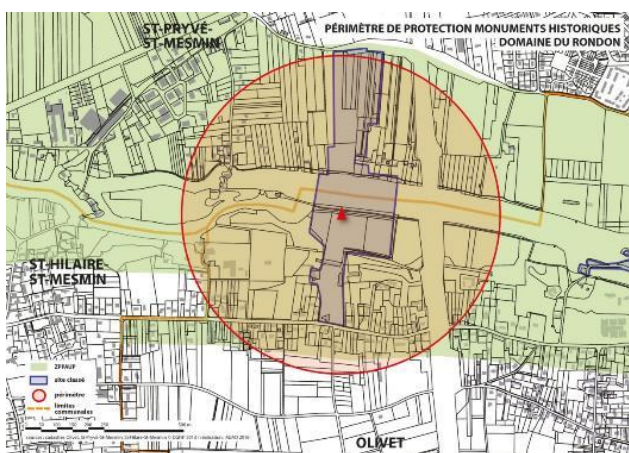 ST-PRYVÉ-
ST-MESMIN
PÉRIMÈTRE DE PROTECTION MONUMENTS HISTORIQUES
DOMAINE DU RONDON
ST-HILAIRE-
ST-MESMIN
ZPPAUP
site classé
périmètre
limites
communales
OLIVET